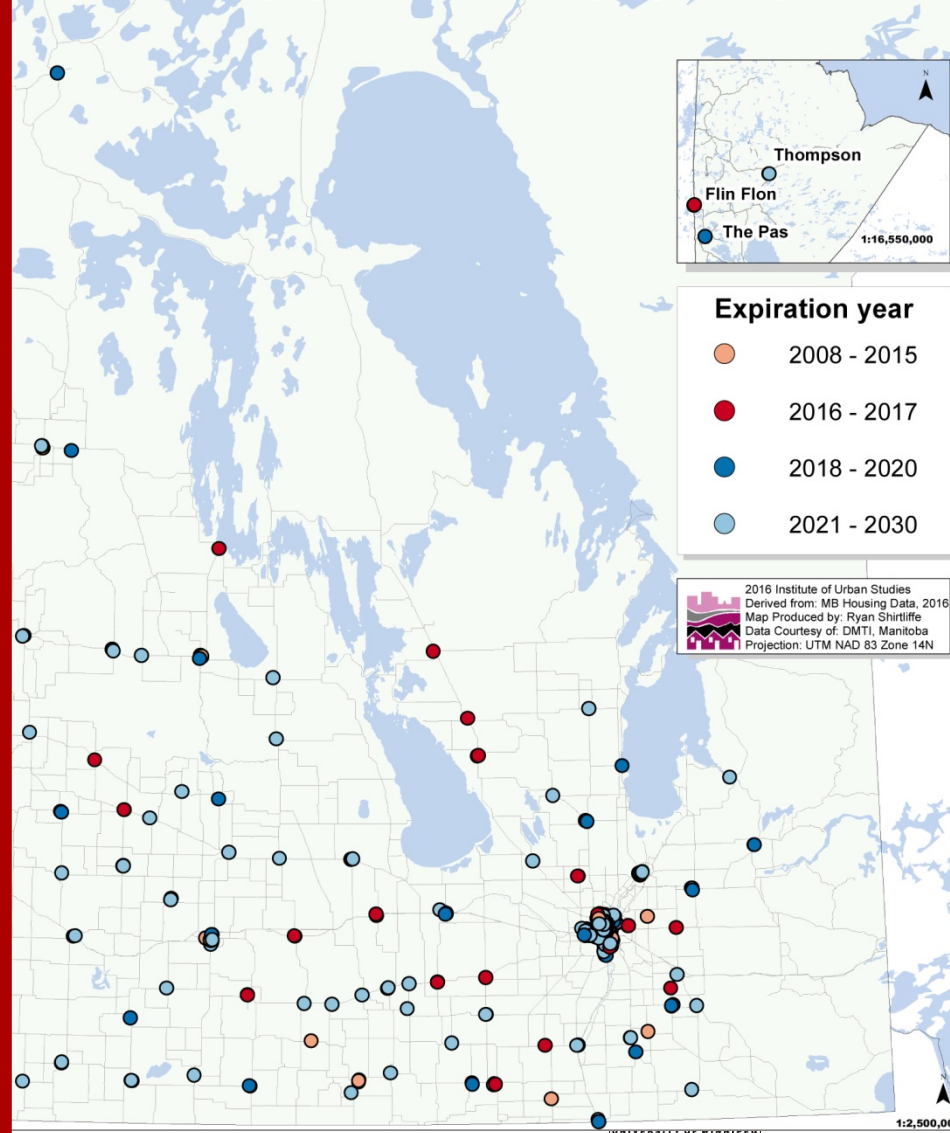 N
Thompson
Flin Flon
The Pas
1:16,550,000
Expiration year
2008 - 2015
2016 - 2017
2018 - 2020
2021 - 2030
2016 Institute of Urban Studies
Derived from: MB Housing Data, 2016
Map Produced by: Ryan Shirtliffe
Data Courtesy of: DMTI, Manitoba
Projection: UTM NAD 83 Zone 14N
N